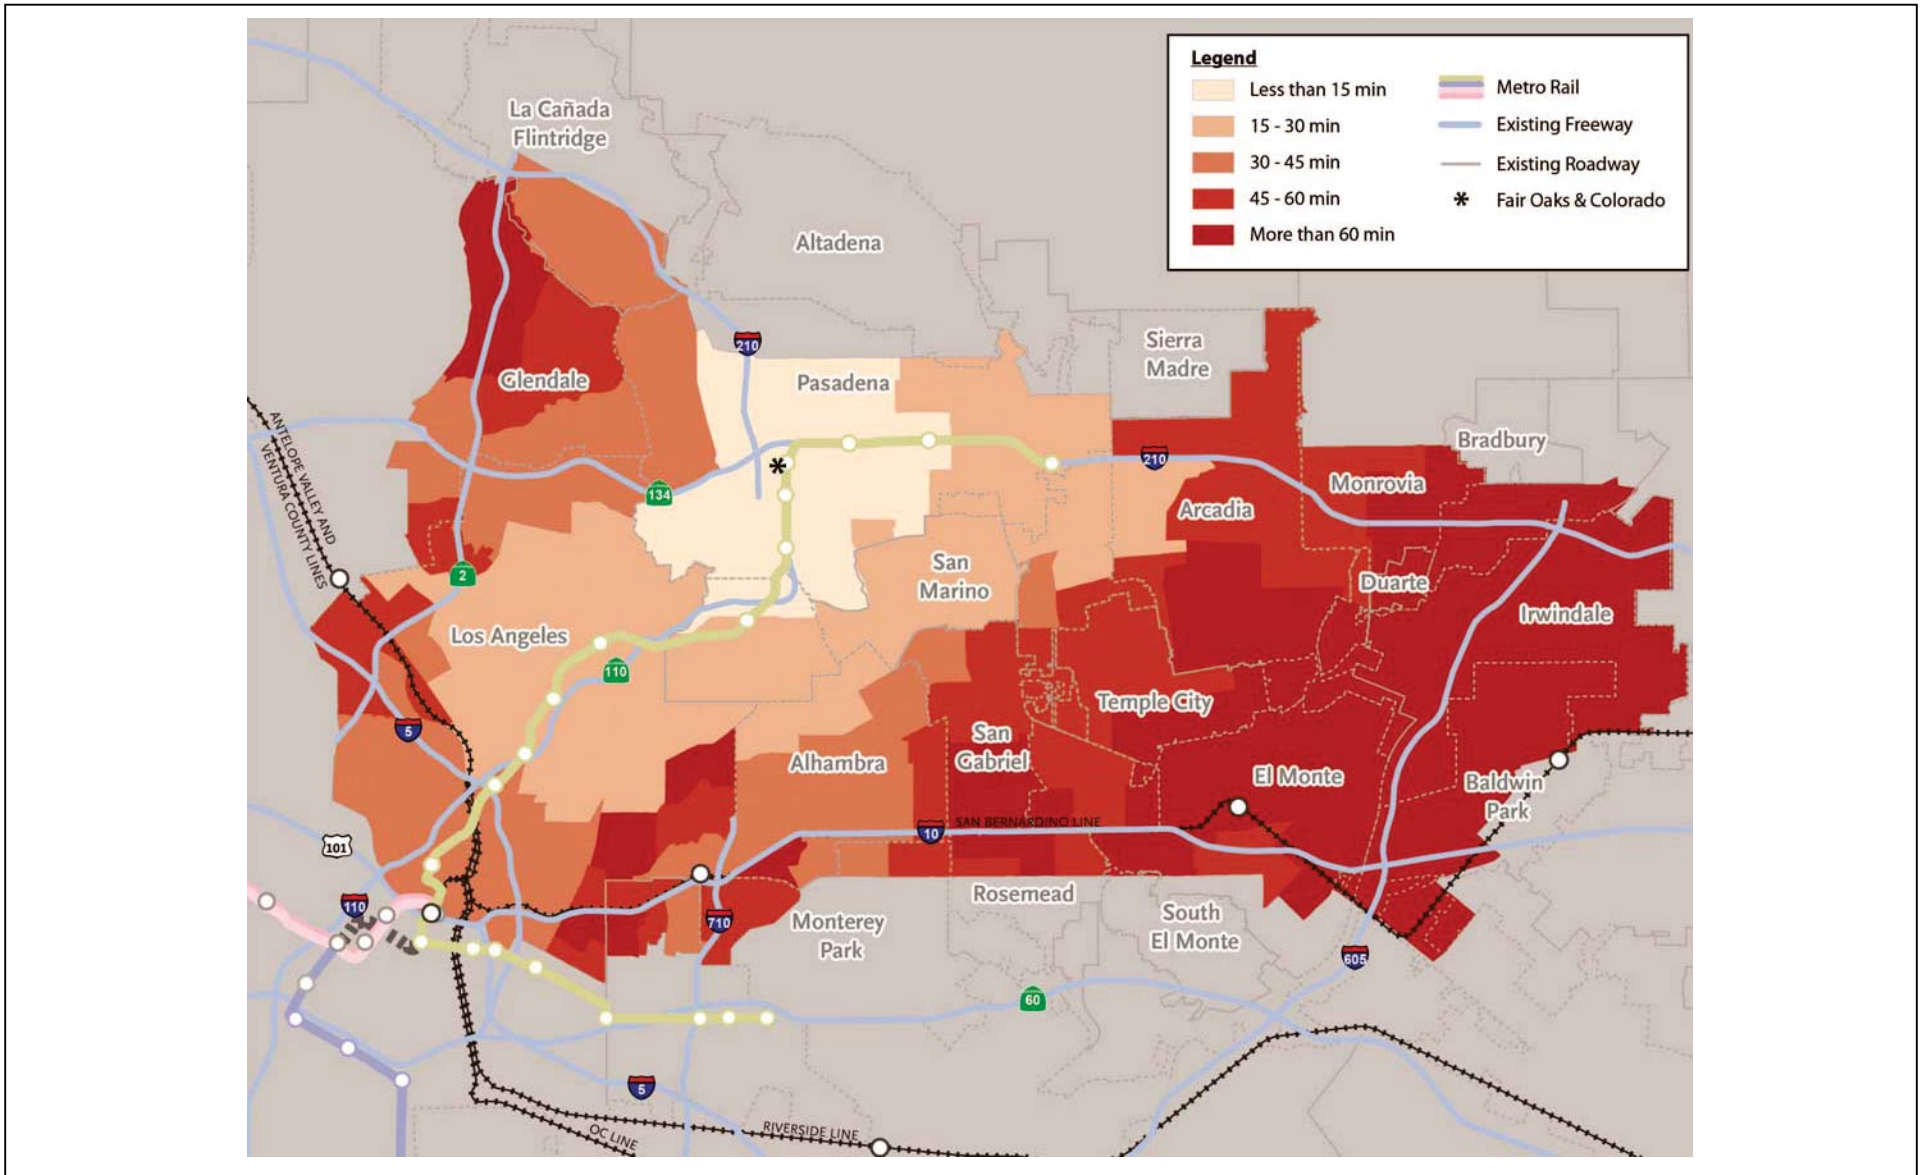 Legend
Less than 15 min
15 - 30 min
30 - 45 min
45 - 60 min
More than 60 min
Metro Rail
Existing Freeway
Existing Roadway
* Fair Oaks & Colorado
La Cañada
Flintridge
Altadena
Sierra
Madre
210
Glendale
Pasadena
Bradbury
ANTELOPE VALLEY AND
VENTURA COUNTY LINES
*
134
210
Monrovia
Arcadia
2
San
Marino
Duarte
Irwindale
Los Angeles
110
Temple City
5
San
Gabriel
Alhambra
El Monte
Baldwin
Park
101
10
SAN BERNARDINO LINE
110
710
Rosemead
Monterey
Park
South
El Monte
605
60
5
OC LINE
RIVERSIDE LINE